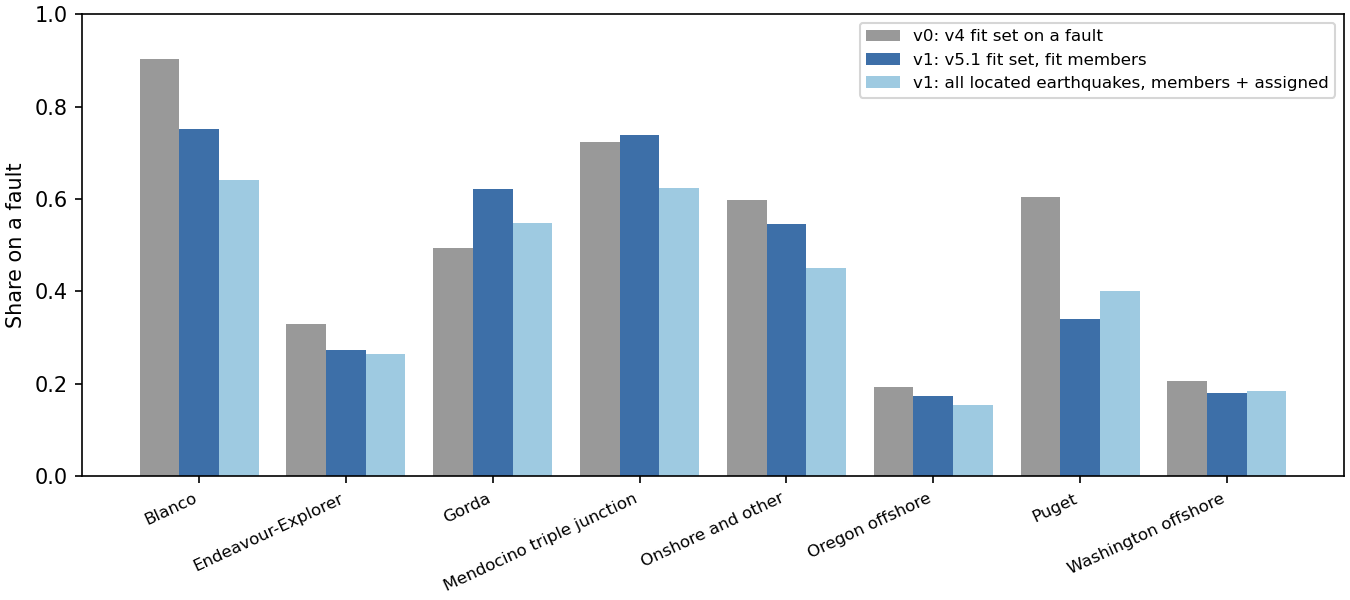 1.0
0.8
0.6
0.4
0.2
0.0
Share on a fault
v0: v4 fit set on a fault
v1: v5.1 fit set, fit members
v1: all located earthquakes, members + assigned
Blanco
Endeavour-Explorer
Gorda
Mendocino triple junction
Onshore and other
Oregon offshore
Puget
Washington offshore